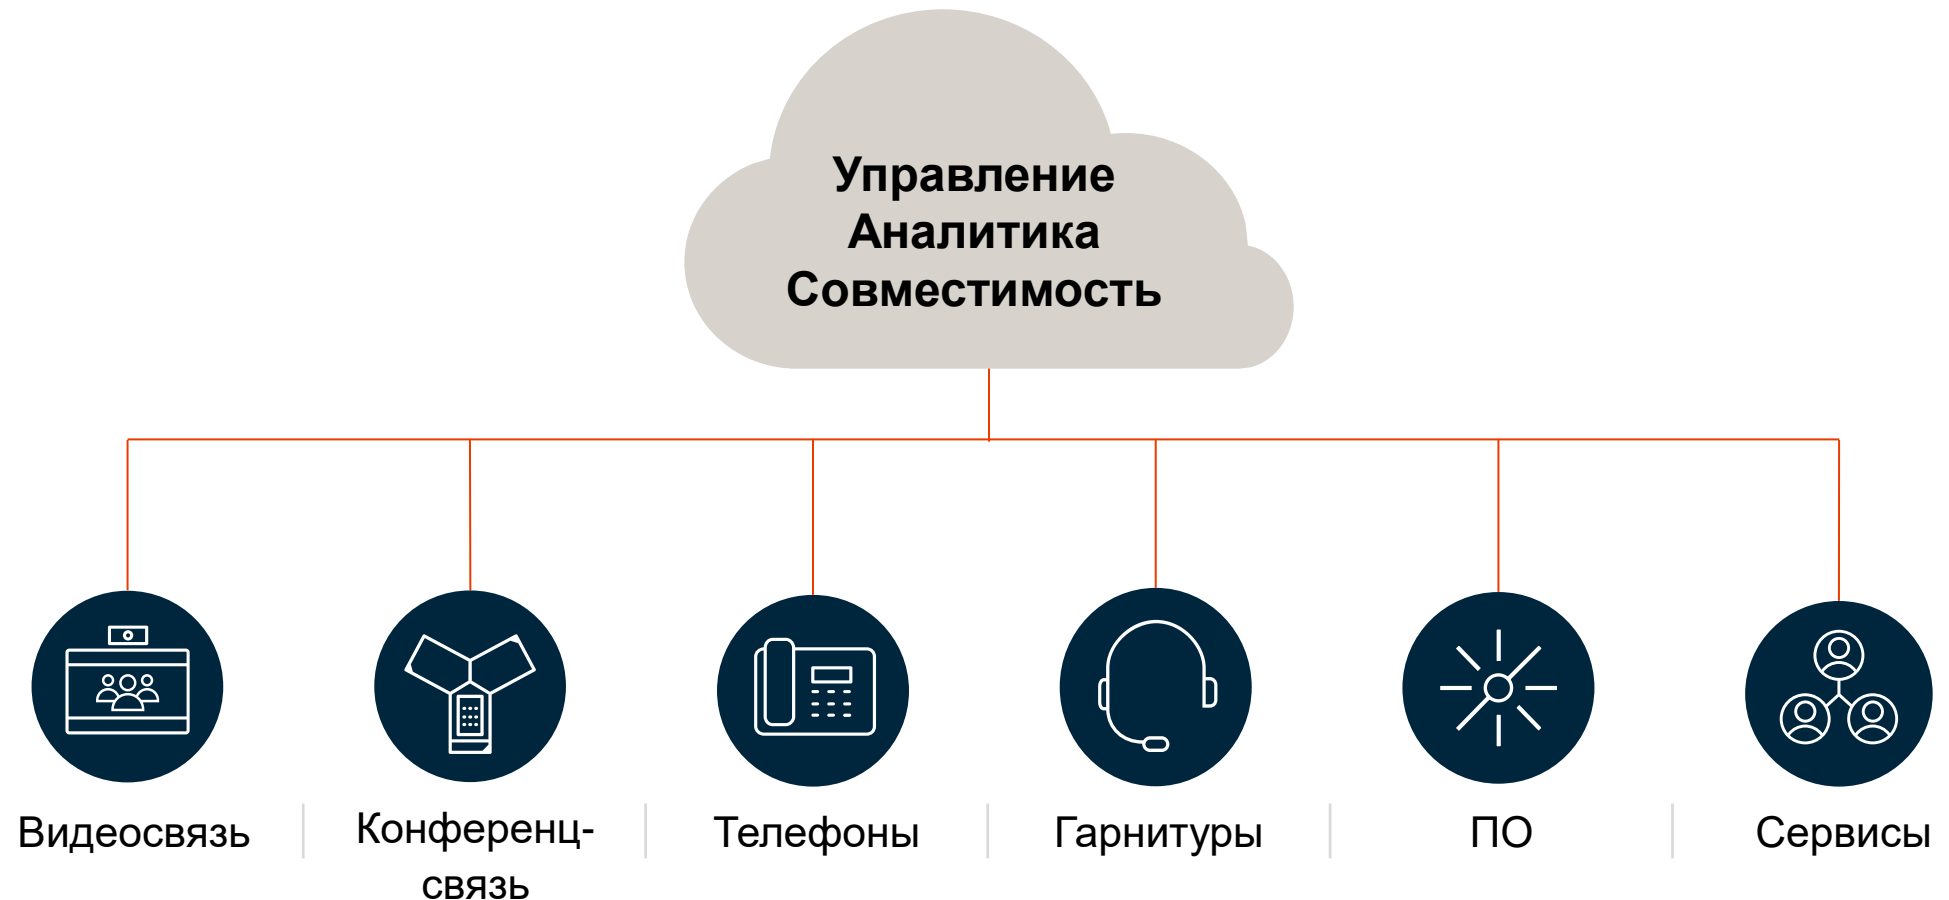 Управление
Аналитика
Совместимость
Видеосвязь
Конференц-
связь
Телефоны
Гарнитуры
ПО
Сервисы